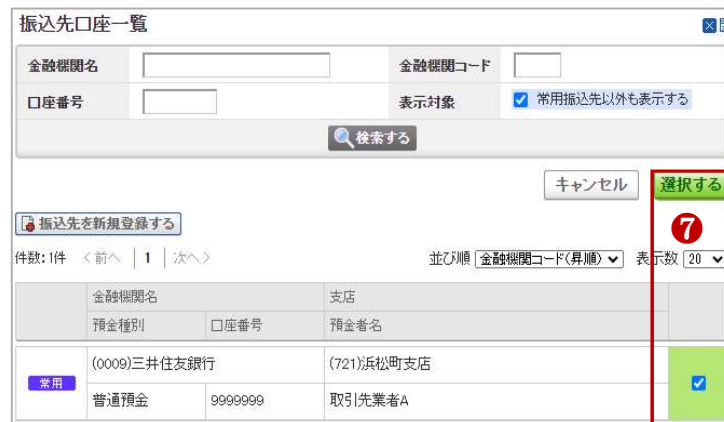 振込先口座一覧
金融機関名 金融機関コード
口座番号 表示対象 常用振込先以外も表示する
検索する
キャンセル 選択する
❼
振込先を新規登録する
件数:1件 <前へ | 1 | 次へ> 並び順 金融機関コード(昇順) 表示数 20
金融機関名 支店
預金種別 口座番号 預金者名
常用
(0009)三井住友銀行 (721)浜松町支店
普通預金 9999999 取引先業者A